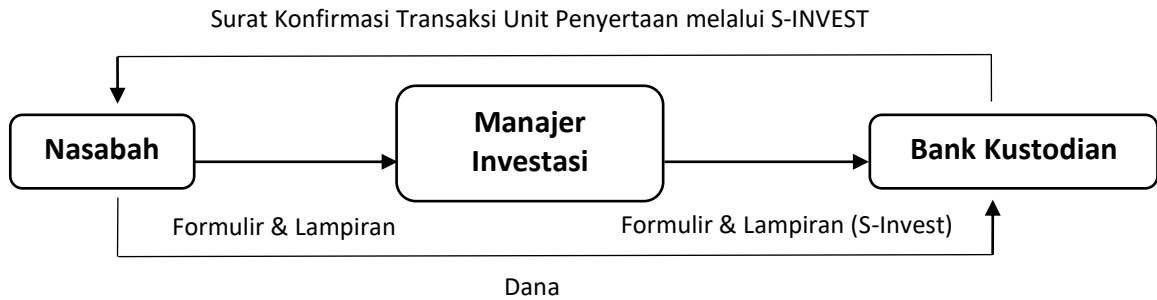 Surat Konfirmasi Transaksi Unit Penyertaan melalui S-INVEST
Nasabah
Manajer
Investasi
Bank Kustodian
Formulir & Lampiran
Formulir & Lampiran (S-Invest)
Dana